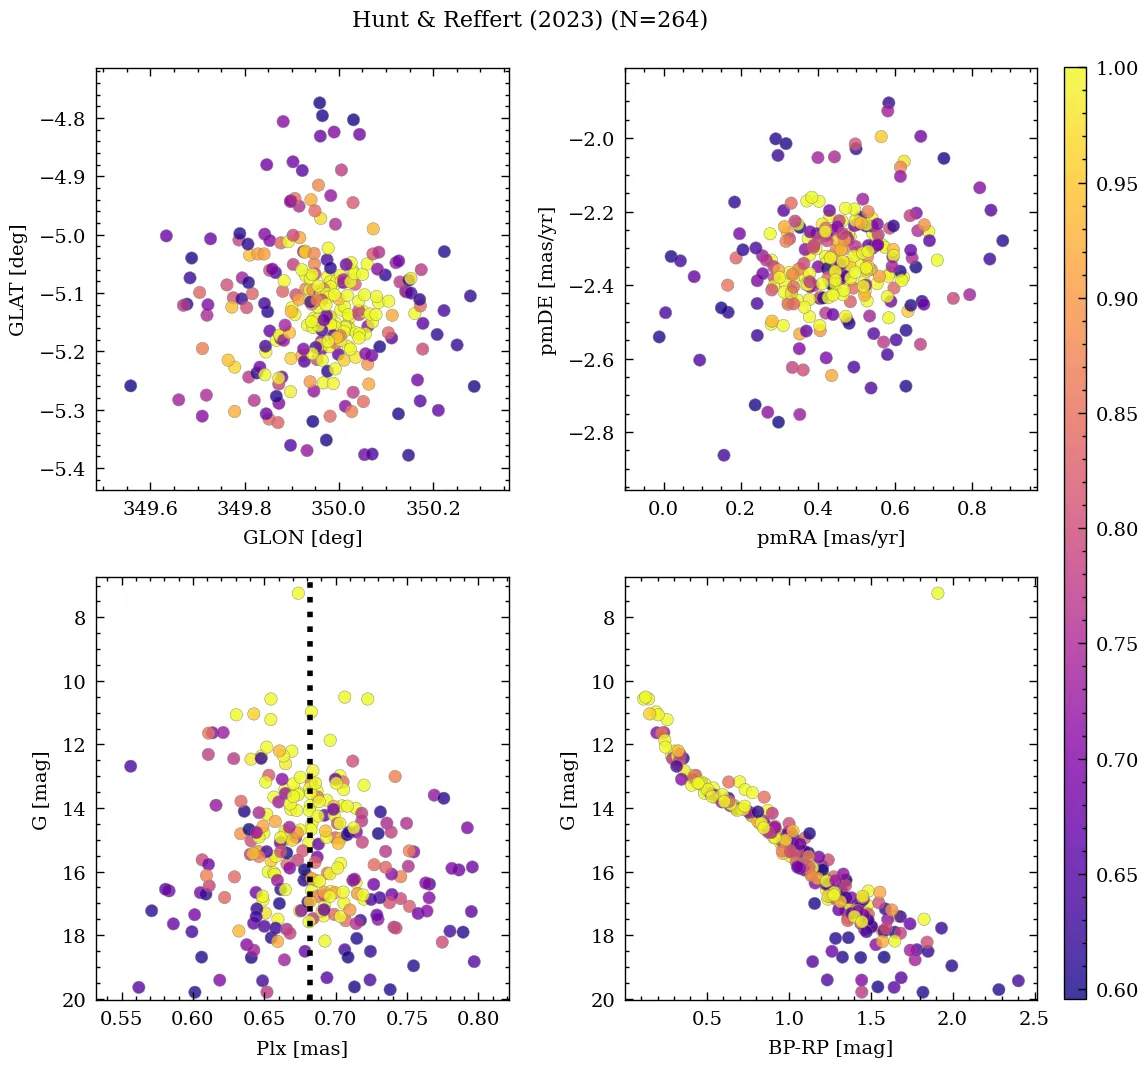 Hunt & Reffert (2023) (N=264)
−4.8
−4.9
−5.0
−5.1
−5.2
−5.3
−5.4
GLAT [deg]
349.6 349.8 350.0 350.2
GLON [deg]
−2.0
−2.2
−2.4
−2.6
−2.8
pmDE [mas/yr]
0.0 0.2 0.4 0.6 0.8
pmRA [mas/yr]
8
10
12
14
16
18
20
G [mag]
0.55 0.60 0.65 0.70 0.75 0.80
Plx [mas]
8
10
12
14
16
18
20
G [mag]
0.5 1.0 1.5 2.0 2.5
BP-RP [mag]
1.00
0.95
0.90
0.85
0.80
0.75
0.70
0.65
0.60